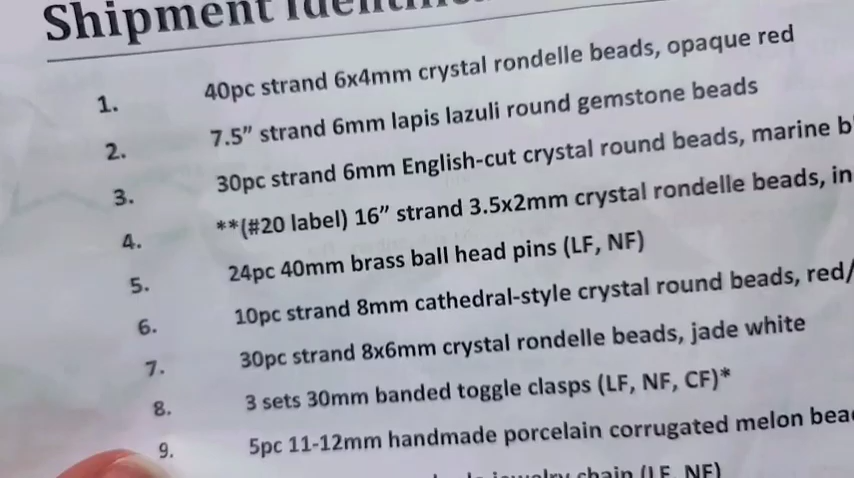 Shipment
1. 40pc strand 6x4mm crystal rondelle beads, opaque red
2. 7.5” strand 6mm lapis lazuli round gemstone beads
3. 30pc strand 6mm English-cut crystal round beads, marine
4. **(#20 label) 16” strand 3.5x2mm crystal rondelle beads, in
5. 24pc 40mm brass ball head pins (LF, NF)
6. 10pc strand 8mm cathedral-style crystal round beads, red/
7. 30pc strand 8x6mm crystal rondelle beads, jade white
8. 3 sets 30mm banded toggle clasps (LF, NF, CF)*
9. 5pc 11-12mm handmade porcelain corrugated melon
chain (LF, NF)